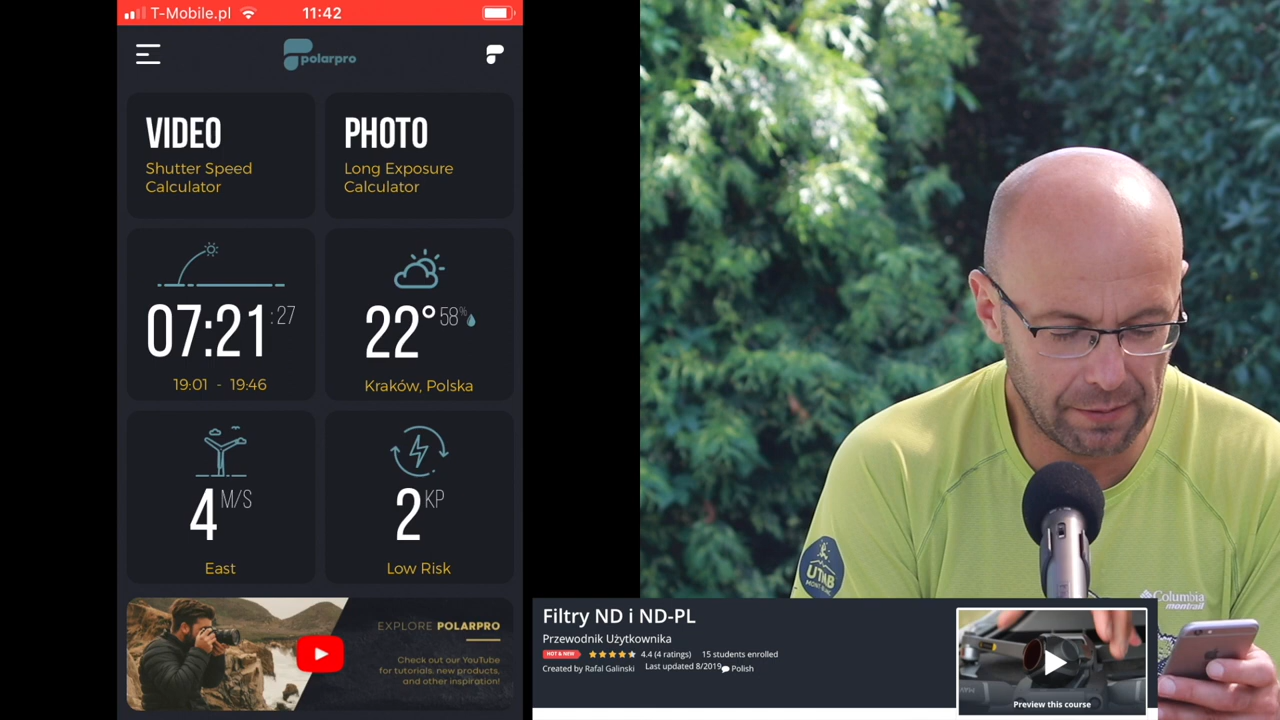 T-Mobile.pl
11:42
polarpro
VIDEO
Shutter Speed
Calculator
PHOTO
Long Exposure
Calculator
07:21:27
19:01 - 19:46
22° 58%
Kraków, Polska
4 M/S
East
2 KP
Low Risk
EXPLORE POLARPRO
Check out our YouTube
for tutorials, new products,
and other inspiration!
UTMB
MONT BLANC
Columbia
montrail
Filtry ND i ND-PL
Przewodnik Użytkownika
HOT & NEW 4.4 (4 ratings) 15 students enrolled
Created by Rafal Galinski Last updated 8/2019 Polish
Preview this course